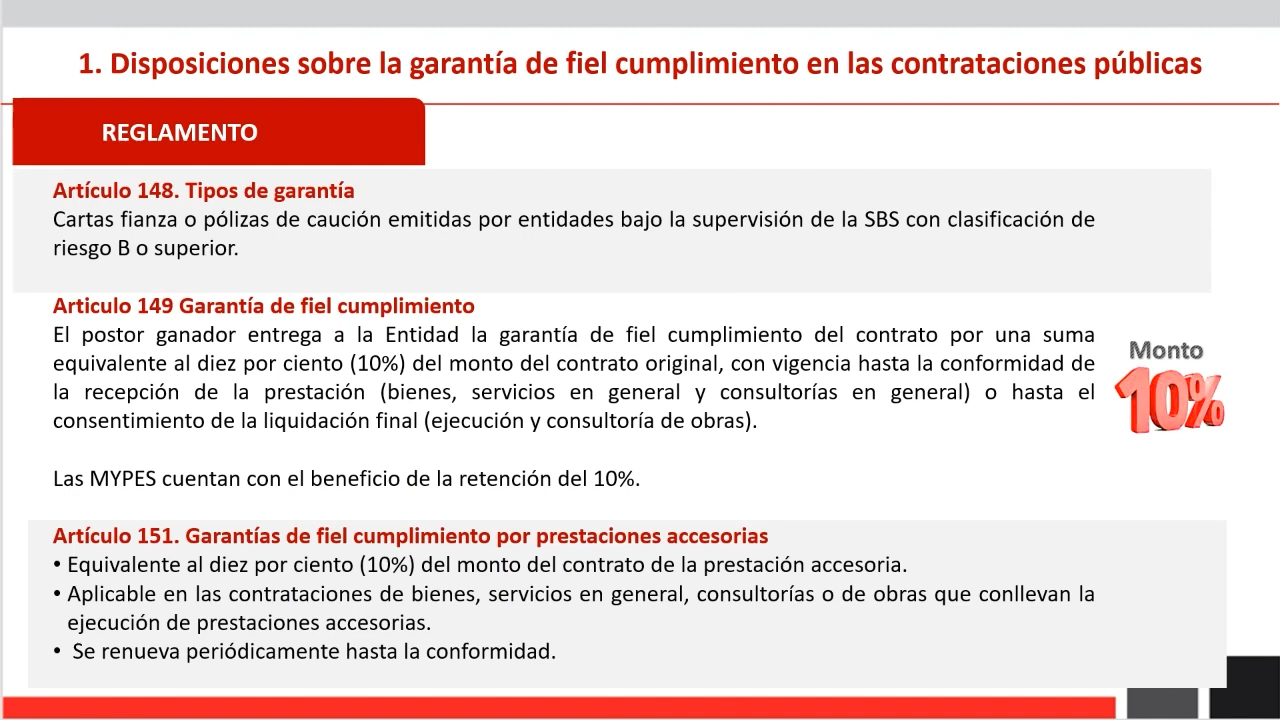 1. Disposiciones sobre la garantía de fiel cumplimiento en las contrataciones públicas
REGLAMENTO
Artículo 148. Tipos de garantía
Cartas fianza o pólizas de caución emitidas por entidades bajo la supervisión de la SBS con clasificación de
riesgo B o superior.
Articulo 149 Garantía de fiel cumplimiento
El postor ganador entrega a la Entidad la garantía de fiel cumplimiento del contrato por una suma
equivalente al diez por ciento (10%) del monto del contrato original, con vigencia hasta la conformidad de
la recepción de la prestación (bienes, servicios en general y consultorías en general) o hasta el
consentimiento de la liquidación final (ejecución y consultoría de obras).
Monto
10%
Las MYPES cuentan con el beneficio de la retención del 10%.
Artículo 151. Garantías de fiel cumplimiento por prestaciones accesorias
• Equivalente al diez por ciento (10%) del monto del contrato de la prestación accesoria.
• Aplicable en las contrataciones de bienes, servicios en general, consultorías o de obras que conllevan la
ejecución de prestaciones accesorias.
• Se renueva periódicamente hasta la conformidad.